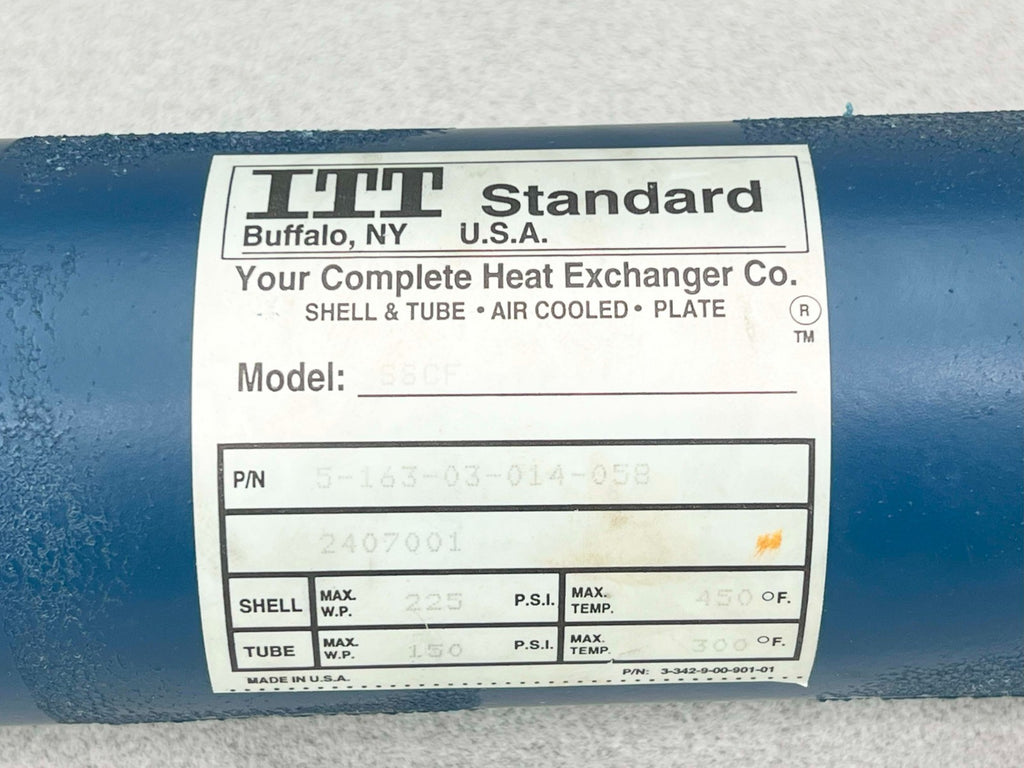 ITT Standard
Buffalo, NY U.S.A.
Your Complete Heat Exchanger Co.
SHELL & TUBE • AIR COOLED • PLATE ®
TM
Model: SSCF
P/N 5-163-03-014-058
2407001
SHELL MAX. W.P. 225 P.S.I. MAX. TEMP. 450 °F.
TUBE MAX. W.P. 150 P.S.I. MAX. TEMP. 300 °F.
MADE IN U.S.A. P/N: 3-342-9-00-901-01